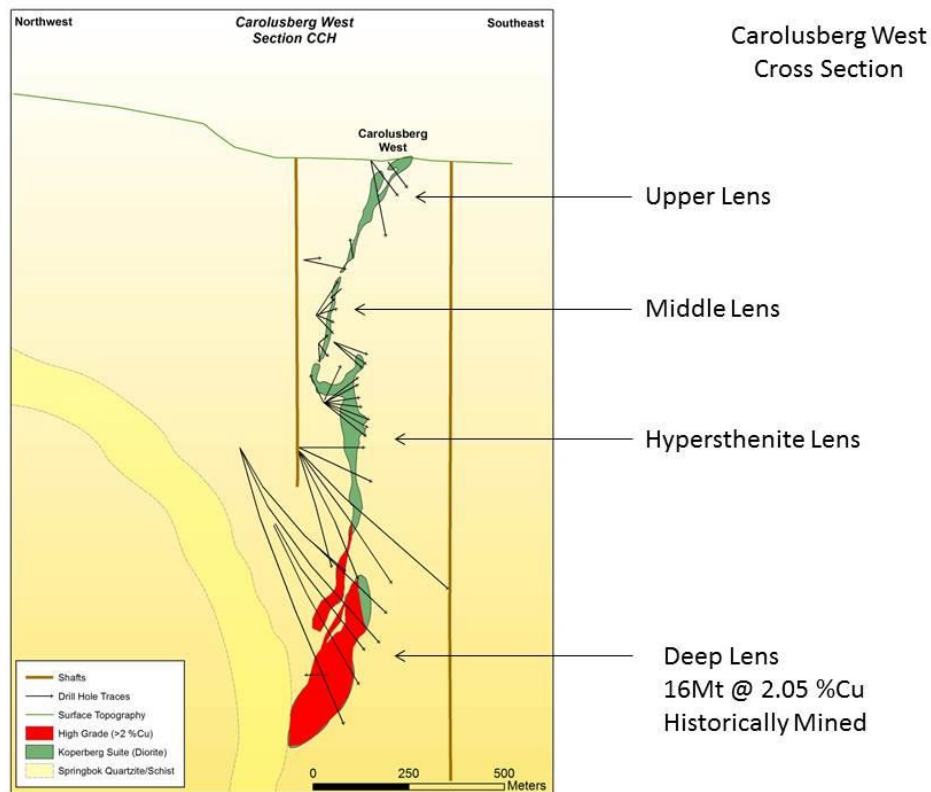 Northwest
Carolusberg West
Section CCH
Southeast
Carolusberg West
Cross Section
Carolusberg
West
Upper Lens
Middle Lens
Hypersthenite Lens
Deep Lens
16Mt @ 2.05 %Cu
Historically Mined
Shafts
Drill Hole Traces
Surface Topography
High Grade (>2 %Cu)
Koperberg Suite (Diorite)
Springbok Quartzite/Schist
0 250 500
Meters